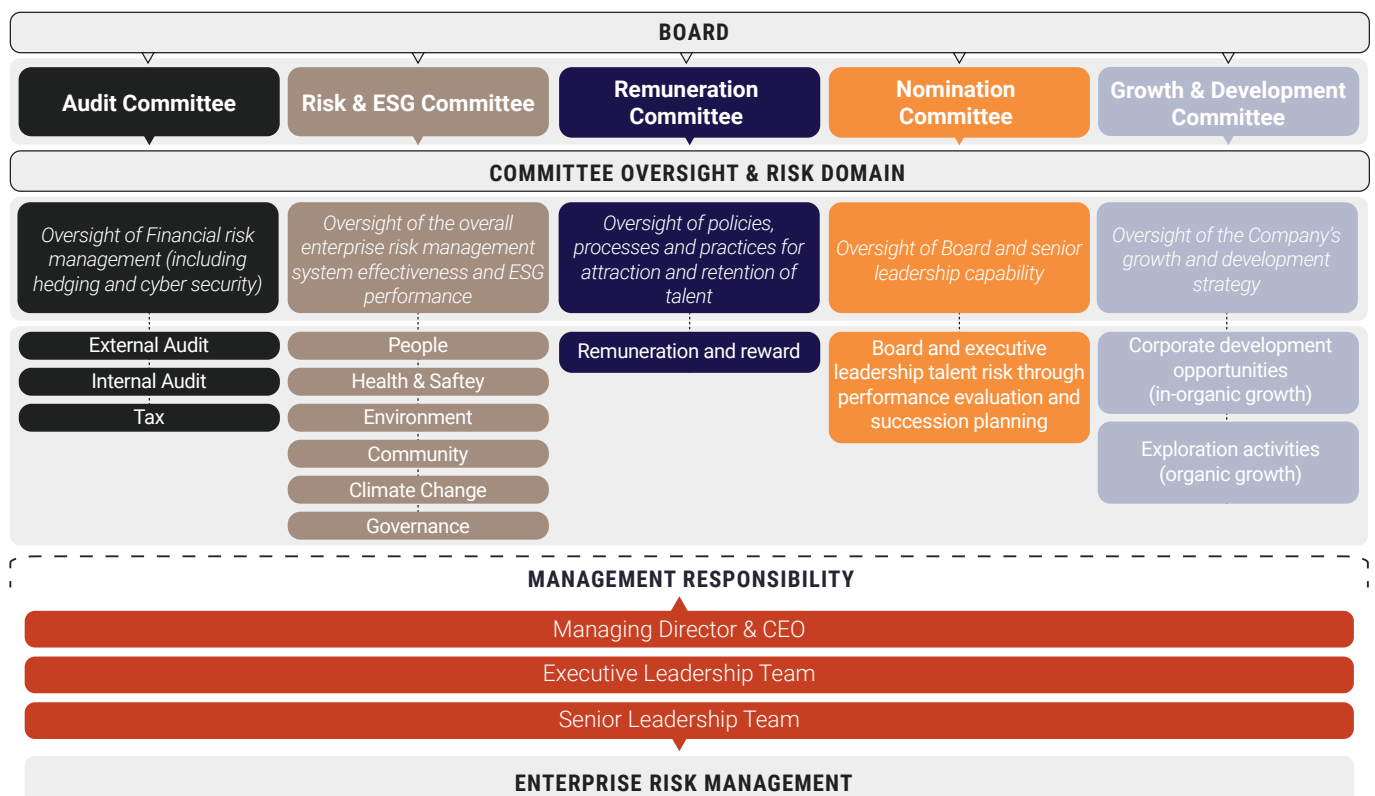 BOARD
Audit Committee
Risk & ESG Committee
Remuneration
Committee
Nomination
Committee
Growth & Development
Committee
COMMITTEE OVERSIGHT & RISK DOMAIN
Oversight of Financial risk
management (including
hedging and cyber security)
Oversight of the overall
enterprise risk management
system effectiveness and ESG
performance
Oversight of policies,
processes and practices for
attraction and retention of
talent
Oversight of Board and senior
leadership capability
Oversight of the Company's
growth and development
strategy
External Audit
Internal Audit
Tax
People
Health & Saftey
Environment
Community
Climate Change
Governance
Remuneration and reward
Board and executive
leadership talent risk through
performance evaluation and
succession planning
Corporate development
opportunities
(in-organic growth)
Exploration activities
(organic growth)
MANAGEMENT RESPONSIBILITY
Managing Director & CEO
Executive Leadership Team
Senior Leadership Team
ENTERPRISE RISK MANAGEMENT